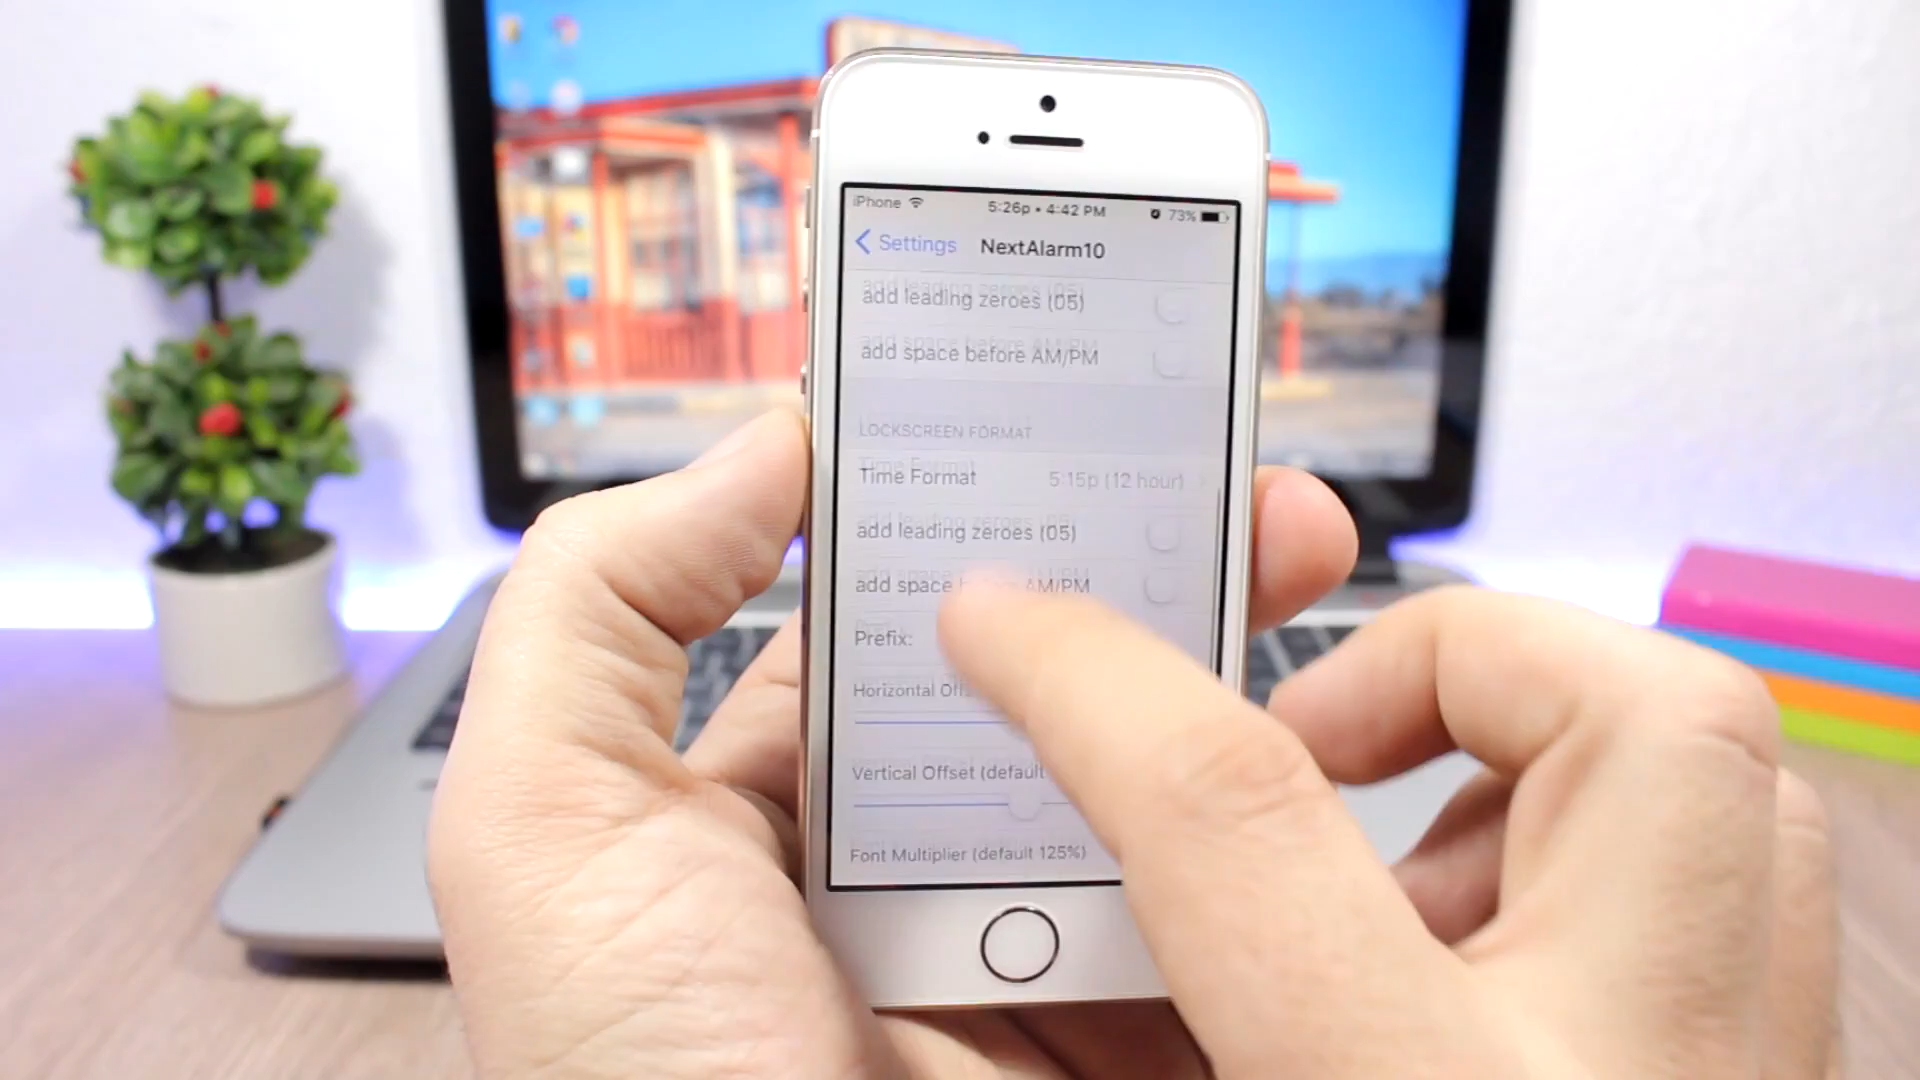 iPhone 5:26p • 4:42 PM 73%
Settings NextAlarm10
add leading zeroes (05)
add space before AM/PM
LOCKSCREEN FORMAT
Time Format 5:15p (12 hour)
add leading zeroes (05)
add space AM/PM
Prefix:
Horizontal
Vertical Offset (default
Font Multiplier (default 125%)